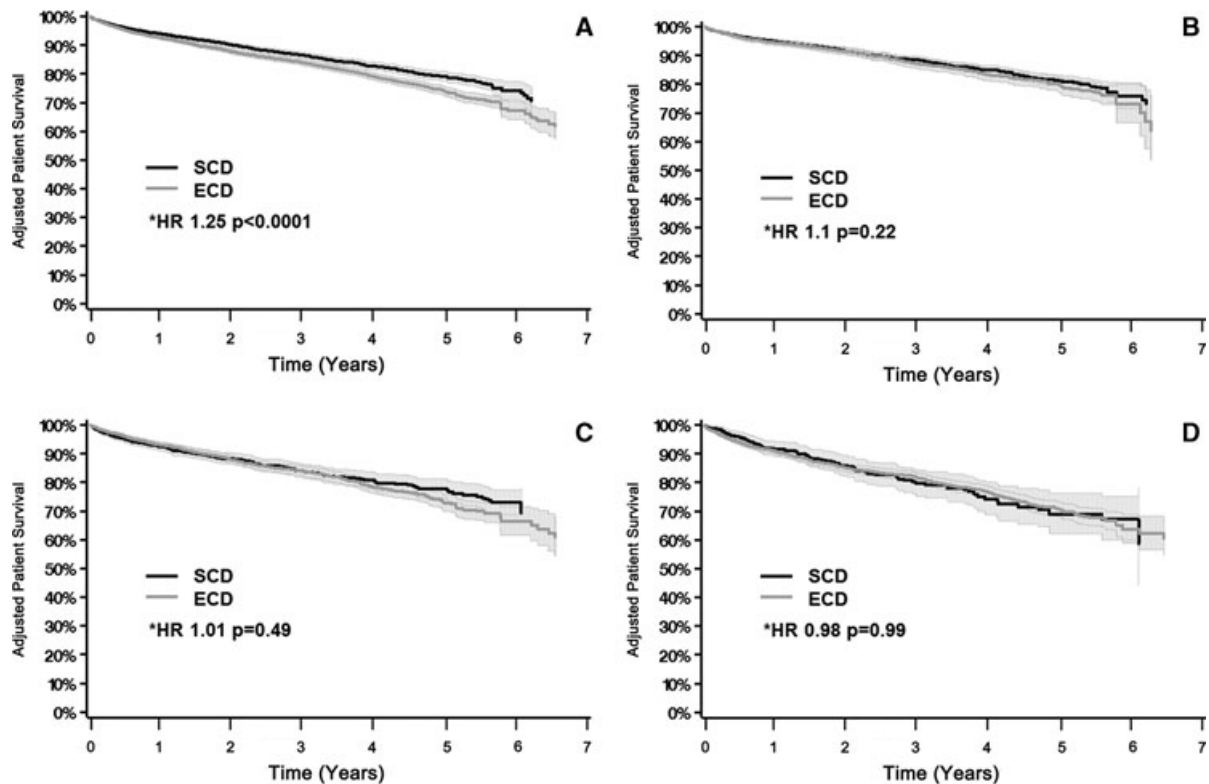 A
Adjusted Patient Survival
100%
90%
80%
70%
60%
50%
40%
30%
20%
10%
0%
SCD
ECD
*HR 1.25 p<0.0001
0 1 2 3 4 5 6 7
Time (Years)
B
Adjusted Patient Survival
100%
90%
80%
70%
60%
50%
40%
30%
20%
10%
0%
SCD
ECD
*HR 1.1 p=0.22
0 1 2 3 4 5 6 7
Time (Years)
C
Adjusted Patient Survival
100%
90%
80%
70%
60%
50%
40%
30%
20%
10%
0%
SCD
ECD
*HR 1.01 p=0.49
0 1 2 3 4 5 6 7
Time (Years)
D
Adjusted Patient Survival
100%
90%
80%
70%
60%
50%
40%
30%
20%
10%
0%
SCD
ECD
*HR 0.98 p=0.99
0 1 2 3 4 5 6 7
Time (Years)